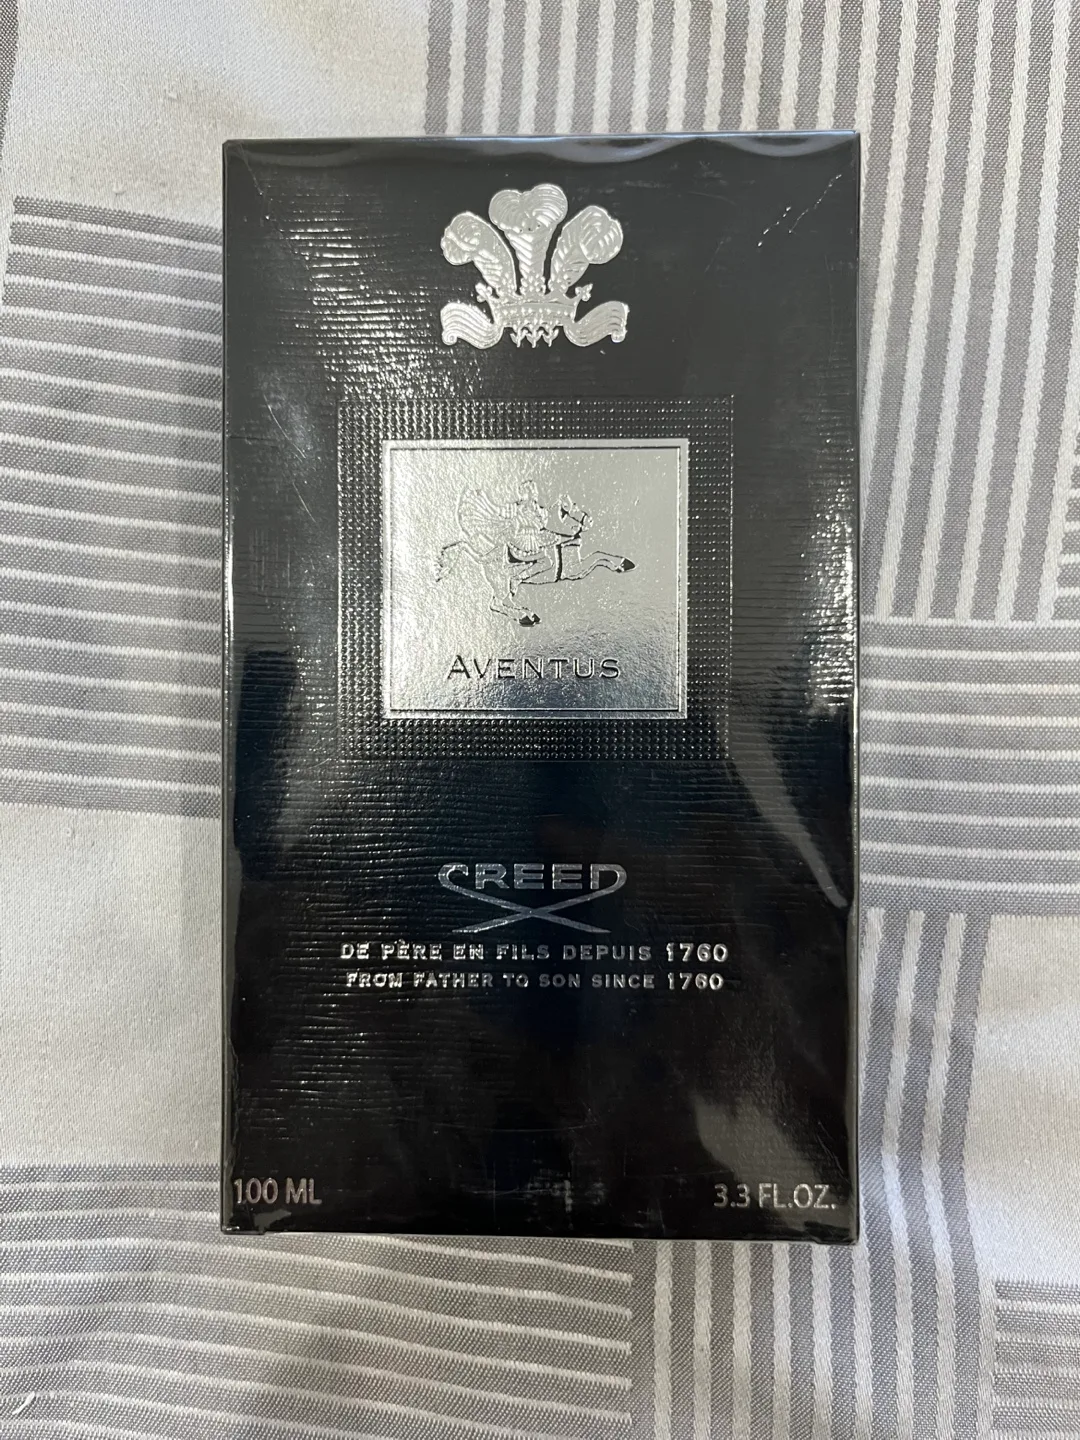 AVENTUS
CREED
DE PÈRE EN FILS DEPUIS 1760
FROM FATHER TO SON SINCE 1760
100 ML
3.3 FL.OZ.